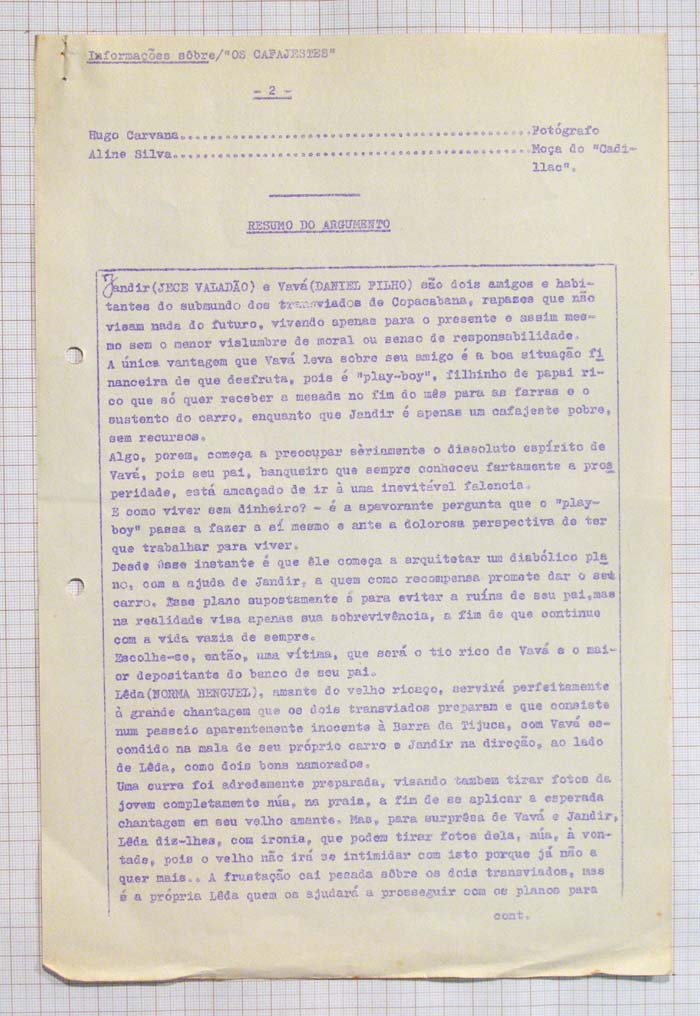 Informações sôbre/"OS CAFAJESTES"
- 2 -
Hugo Carvana...............................................Fotógrafo
Aline Silva................................................Moça do "Cadi-
llac".
RESUMO DO ARGUMENTO
Jandir(JECE VALADÃO) e Vavá(DANIEL FILHO) são dois amigos e habi-
tantes do submundo dos transviados de Copacabana, rapazes que não
visam nada do futuro, vivendo apenas para o presente e assim mes-
mo sem o menor vislumbre de moral ou senso de responsabilidade.
A única vantagem que Vavá leva sobre seu amigo é a boa situação fi
nanceira de que desfruta, pois é "play-boy", filhinho de papai ri-
co que só quer receber a mesada no fim do mês para as farras e o
sustento do carro, enquanto que Jandir é apenas um cafajeste pobre,
sem recursos.
Algo, porem, começa a preocupar sèriamente o dissoluto espírito de
Vavá, pois seu pai, banqueiro que sempre conheceu fartamente a pros
peridade, está ameaçado de ir à uma inevitável falencia.
E como viver sem dinheiro? - é a apavorante pergunta que o "play-
boy" passa a fazer a sí mesmo e ante a dolorosa perspectiva de ter
que trabalhar para viver.
Desde êsse instante é que êle começa a arquitetar um diabólico pla
no, com a ajuda de Jandir, a quem como recompensa promete dar o seu
carro. Esse plano supostamente é para evitar a ruína de seu pai,mas
na realidade visa apenas sua sobrevivência, a fim de que continue
com a vida vazia de sempre.
Escolhe-se, então, uma vítima, que será o tio rico de Vavá e o mai-
or depositante do banco de seu pai.
Lêda(NORMA BENGUEL), amante do velho ricaço, servirá perfeitamente
à grande chantagem que os dois transviados preparam e que consiste
num passeio aparentemente inocente à Barra da Tijuca, com Vavá es-
condido na mala de seu próprio carro e Jandir na direção, ao lado
de Lêda, como dois bons namorados.
Uma curra foi adredemente preparada, visando tambem tirar fotos da
jovem completamente núa, na praia, a fim de se aplicar a esperada
chantagem em seu velho amante. Mas, para surprêsa de Vavá e Jandir,
Lêda diz-lhes, com ironia, que podem tirar fotos dela, núa, à von-
tade, pois o velho não irá se intimidar com isto porque já não a
quer mais.. A frustação cai pesada sôbre os dois transviados, mas
é a própria Lêda quem os ajudará a prosseguir com os planos para
cont.